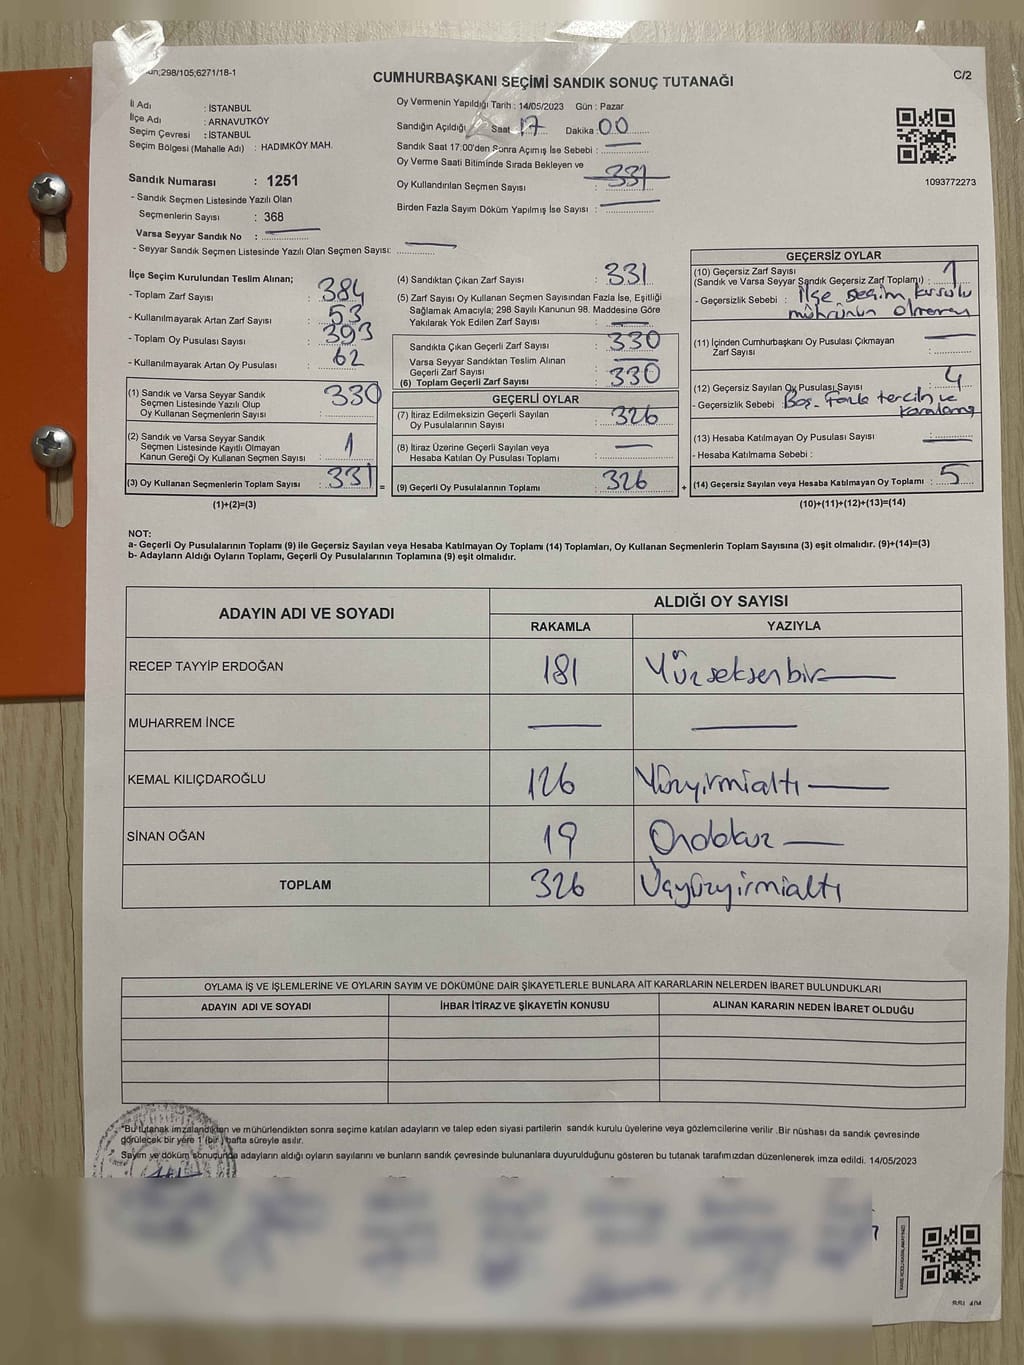 298/105;6271/18-1
C/2
CUMHURBAŞKANI SEÇİMİ SANDIK SONUÇ TUTANAĞI
İl Adı : İSTANBUL
İlçe Adı : ARNAVUTKÖY
Seçim Çevresi : İSTANBUL
Seçim Bölgesi (Mahalle Adı) : HADIMKÖY MAH.
Sandık Numarası : 1251
- Sandık Seçmen Listesinde Yazılı Olan
Seçmenlerin Sayısı : 368
Varsa Seyyar Sandık No :
- Seyyar Sandık Seçmen Listesinde Yazılı Olan Seçmen Sayısı:
Oy Vermenin Yapıldığı Tarih : 14/05/2023 Gün : Pazar
Sandığın Açıldığı Saat : 17 Dakika : 00
Sandık Saat 17:00'den Sonra Açımış İse Sebebi :
Oy Verme Saati Bitiminde Sırada Bekleyen ve
Oy Kullandırılan Seçmen Sayısı : 331
Birden Fazla Sayım Döküm Yapılmış İse Sayısı :
1093772273
İlçe Seçim Kurulundan Teslim Alınan;
- Toplam Zarf Sayısı : 384
- Kullanılmayarak Artan Zarf Sayısı : 53
- Toplam Oy Pusulası Sayısı : 393
- Kullanılmayarak Artan Oy Pusulası : 62
(1) Sandık ve Varsa Seyyar Sandık
Seçmen Listesinde Yazılı Olup
Oy Kullanan Seçmenlerin Sayısı : 330
(2) Sandık ve Varsa Seyyar Sandık
Seçmen Listesinde Kayıtlı Olmayan
Kanun Gereği Oy Kullanan Seçmen Sayısı : 1
(3) Oy Kullanan Seçmenlerin Toplam Sayısı : 331 =
(1)+(2)=(3)
(4) Sandıktan Çıkan Zarf Sayısı : 331
(5) Zarf Sayısı Oy Kullanan Seçmen Sayısından Fazla İse, Eşitliği
Sağlamak Amacıyla; 298 Sayılı Kanunun 98. Maddesine Göre
Yakılarak Yok Edilen Zarf Sayısı :
Sandıkta Çıkan Geçerli Zarf Sayısı : 330
Varsa Seyyar Sandıktan Teslim Alınan
Geçerli Zarf Sayısı :
(6) Toplam Geçerli Zarf Sayısı : 330
GEÇERLİ OYLAR
(7) İtiraz Edilmeksizin Geçerli Sayılan
Oy Pusulalarının Sayısı : 326
(8) İtiraz Üzerine Geçerli Sayılan veya
Hesaba Katılan Oy Pusulası Toplamı :
(9) Geçerli Oy Pusulalarının Toplamı : 326 +
GEÇERSİZ OYLAR
(10) Geçersiz Zarf Sayısı
(Sandık ve Varsa Seyyar Sandık Geçersiz Zarf Toplamı) : 1
- Geçersizlik Sebebi : İlçe Seçim kurulu
mührünün olmaması
(11) İçinden Cumhurbaşkanı Oy Pusulası Çıkmayan
Zarf Sayısı :
(12) Geçersiz Sayılan Oy Pusulası Sayısı : 4
- Geçersizlik Sebebi : Boş - Fazla tercih ve
karalama
(13) Hesaba Katılmayan Oy Pusulası Sayısı :
- Hesaba Katılmama Sebebi :
(14) Geçersiz Sayılan veya Hesaba Katılmayan Oy Toplamı : 5
(10)+(11)+(12)+(13)=(14)
NOT:
a- Geçerli Oy Pusulalarının Toplamı (9) ile Geçersiz Sayılan veya Hesaba Katılmayan Oy Toplamı (14) Toplamları, Oy Kullanan Seçmenlerin Toplam Sayısına (3) eşit olmalıdır. (9)+(14)=(3)
b- Adayların Aldığı Oyların Toplamı, Geçerli Oy Pusulalarının Toplamına (9) eşit olmalıdır.
ADAYIN ADI VE SOYADI
ALDIĞI OY SAYISI
RAKAMLA YAZIYLA
RECEP TAYYİP ERDOĞAN 181 Yüzseksenbir
MUHARREM İNCE
KEMAL KILIÇDAROĞLU 126 Yüzyirmialtı
SİNAN OĞAN 19 Ondokuz
TOPLAM 326 Üçyüzyirmialtı
OYLAMA İŞ VE İŞLEMLERİNE VE OYLARIN SAYIM VE DÖKÜMÜNE DAİR ŞİKAYETLERLE BUNLARA AİT KARARLARIN NELERDEN İBARET BULUNDUKLARI
ADAYIN ADI VE SOYADI İHBAR İTİRAZ VE ŞİKAYETİN KONUSU ALINAN KARARIN NEDEN İBARET OLDUĞU
"Bu tutanak imzalandıkten ve mühürlendikten sonra seçime katılan adayların ve talep eden siyasi partilerin sandık kurulu üyelerine veya gözlemcilerine verilir .Bir nüshası da sandık çevresinde
görülecek bir yere 1 (bir ) hafta süreyle asılır.
Sayım ve döküm sonucunda adayların aldığı oyların sayılarını ve bunların sandık çevresinde bulunanlara duyurulduğunu gösteren bu tutanak tarafımızdan düzenlenerek imza edildi. 14/05/2023